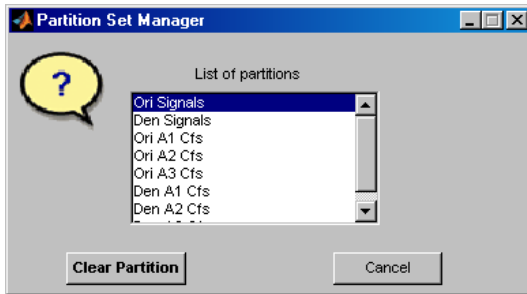 Partition Set Manager
?
List of partitions
Ori Signals
Den Signals
Ori A1 Cfs
Ori A2 Cfs
Ori A3 Cfs
Den A1 Cfs
Den A2 Cfs
Clear Partition
Cancel